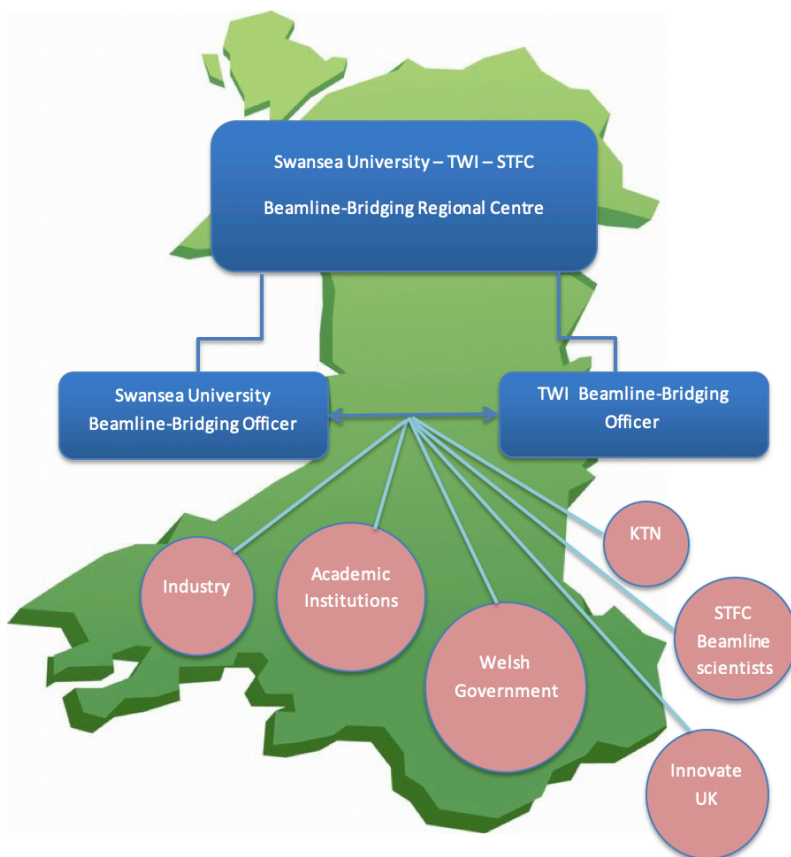 Swansea University – TWI – STFC
Beamline-Bridging Regional Centre
Swansea University
Beamline-Bridging Officer
TWI Beamline-Bridging
Officer
KTN
Industry
Academic
Institutions
STFC
Beamline
scientists
Welsh
Government
Innovate
UK